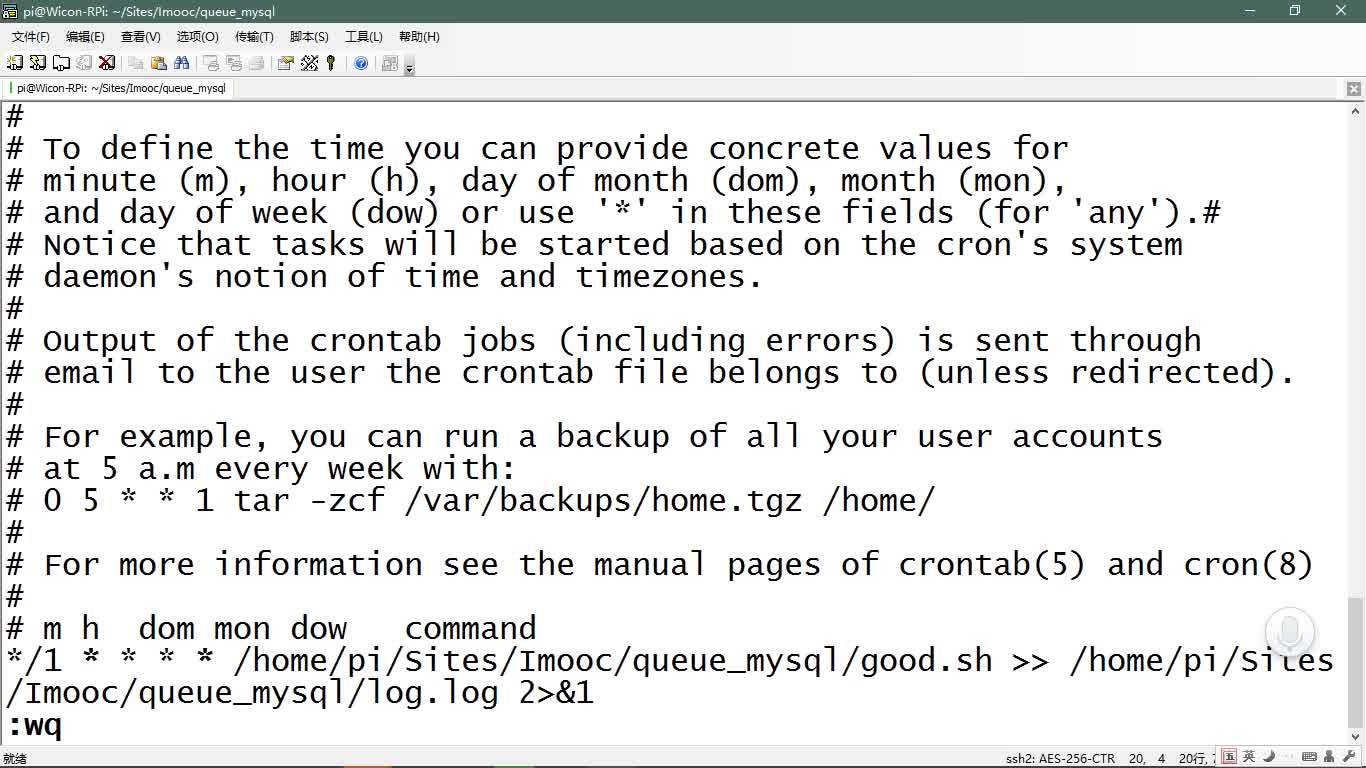 pi@Wicon-RPi: ~/Sites/Imooc/queue_mysql
文件(F) 编辑(E) 查看(V) 选项(O) 传输(T) 脚本(S) 工具(L) 帮助(H)
pi@Wicon-RPi: ~/Sites/Imooc/queue_mysql
#
# To define the time you can provide concrete values for
# minute (m), hour (h), day of month (dom), month (mon),
# and day of week (dow) or use '*' in these fields (for 'any').#
# Notice that tasks will be started based on the cron's system
# daemon's notion of time and timezones.
#
# Output of the crontab jobs (including errors) is sent through
# email to the user the crontab file belongs to (unless redirected).
#
# For example, you can run a backup of all your user accounts
# at 5 a.m every week with:
# 0 5 * * 1 tar -zcf /var/backups/home.tgz /home/
#
# For more information see the manual pages of crontab(5) and cron(8)
#
# m h  dom mon dow   command
*/1 * * * * /home/pi/Sites/Imooc/queue_mysql/good.sh >> /home/pi/Sites
/Imooc/queue_mysql/log.log 2>&1
:wq
就绪 ssh2: AES-256-CTR 20, 4 20行, 英